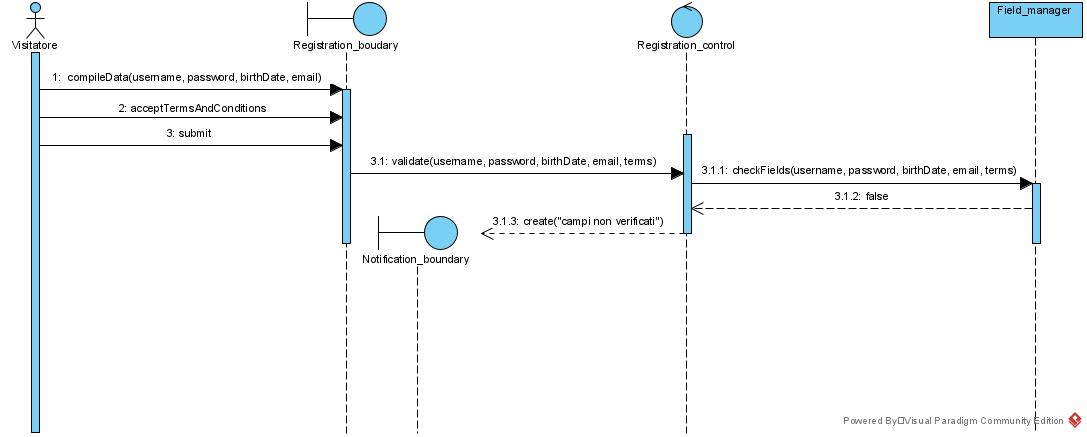 Field_manager
Visitatore
Registration_boudary
Registration_control
1: compileData(username, password, birthDate, email)
2: acceptTermsAndConditions
3: submit
3.1: validate(username, password, birthDate, email, terms)
3.1.1: checkFields(username, password, birthDate, email, terms)
3.1.2: false
3.1.3: create("campi non verificati")
Notification_boundary
Powered By Visual Paradigm Community Edition